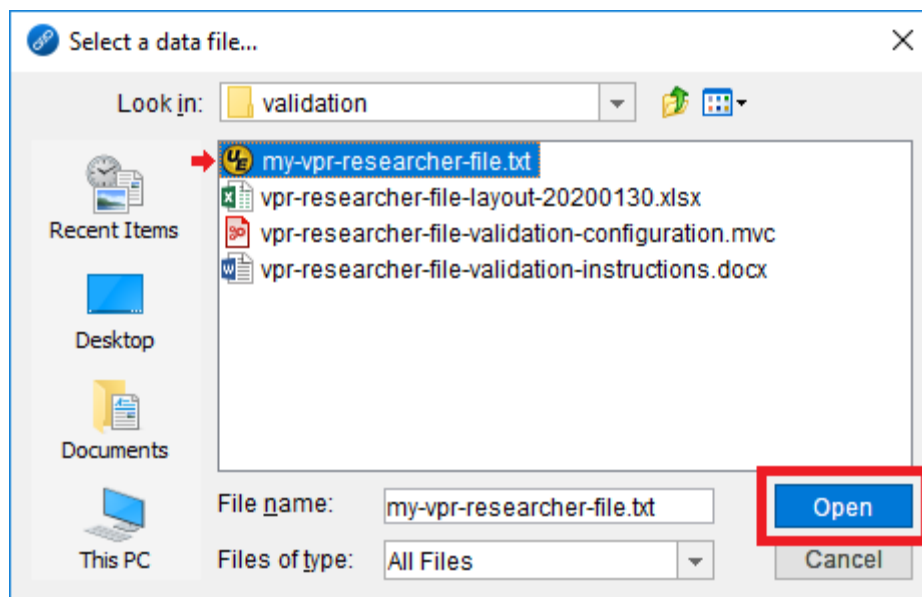 Select a data file...
Look in:
validation
my-vpr-researcher-file.txt
vpr-researcher-file-layout-20200130.xlsx
vpr-researcher-file-validation-configuration.mvc
vpr-researcher-file-validation-instructions.docx
Recent Items
Desktop
Documents
This PC
File name:
my-vpr-researcher-file.txt
Open
Files of type:
All Files
Cancel